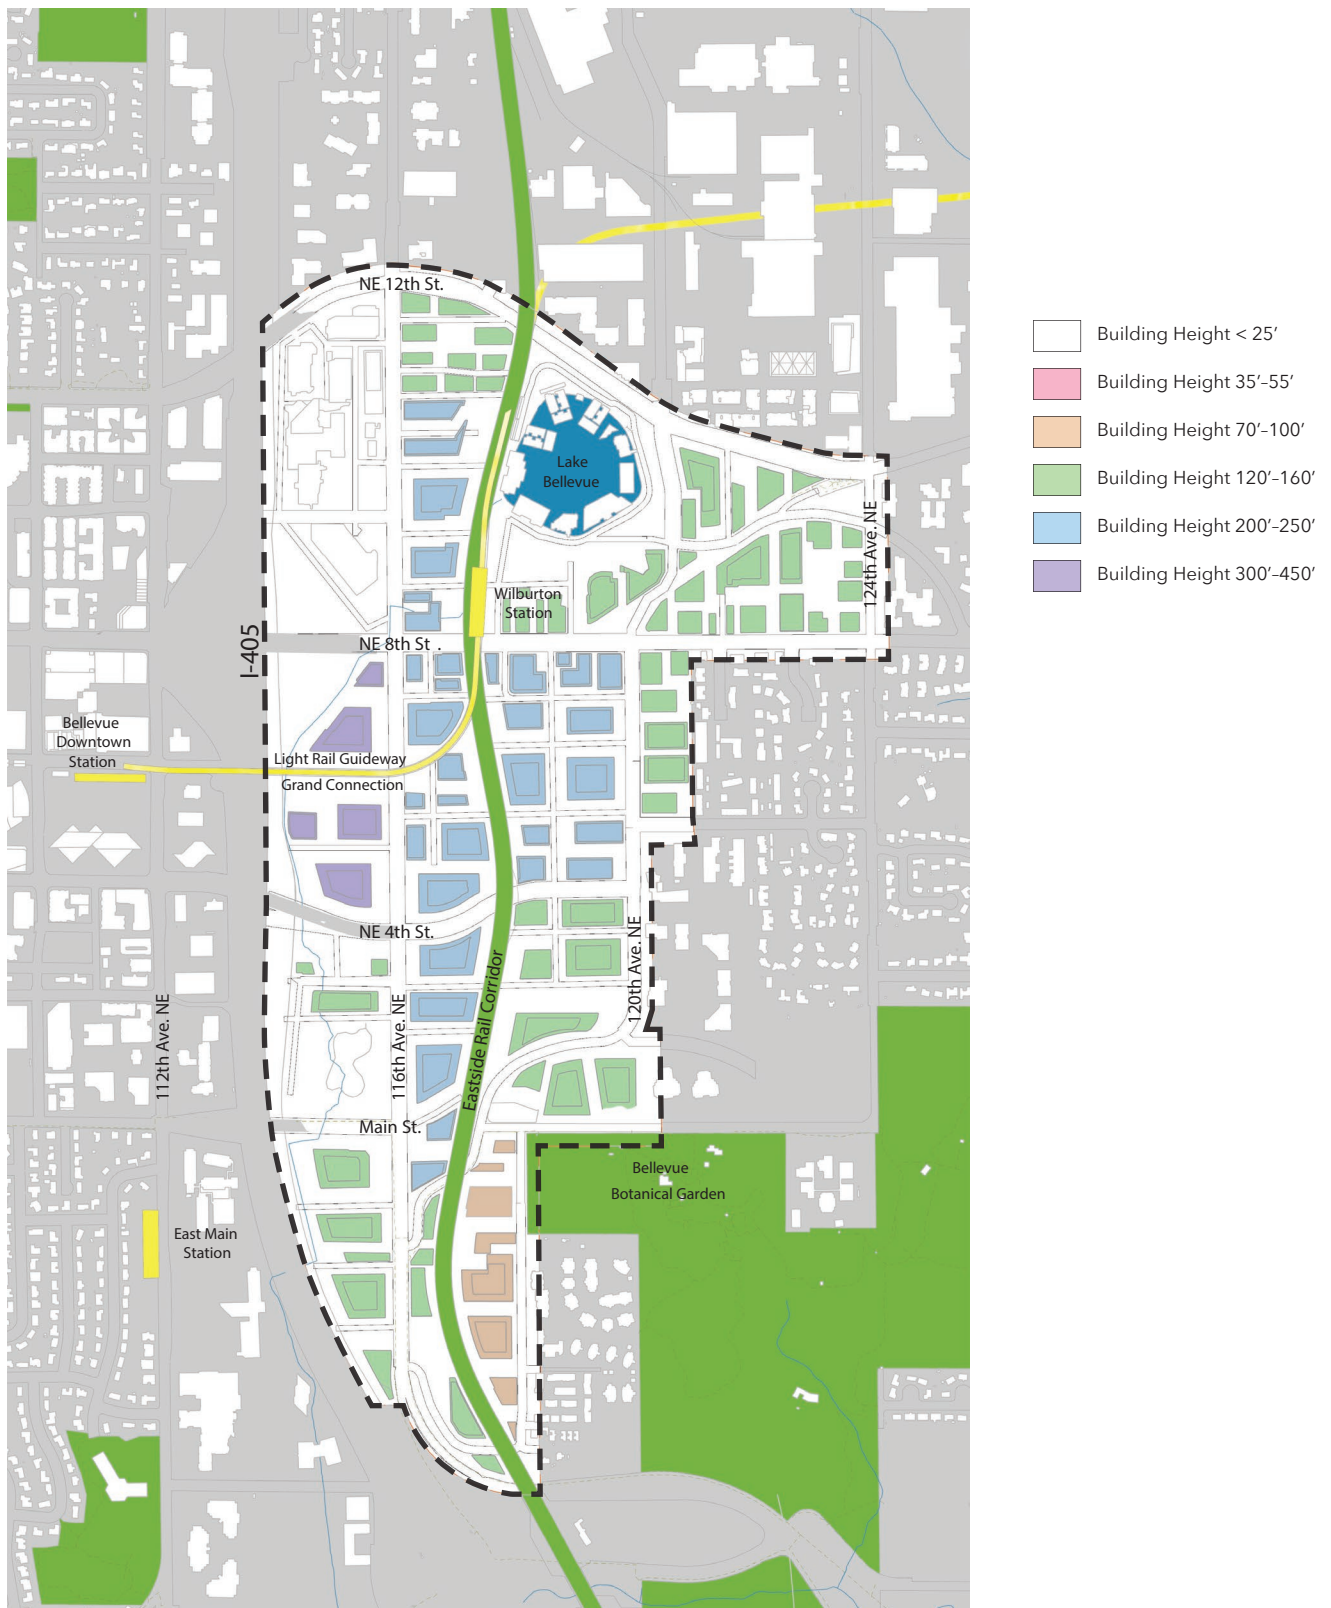 NE 12th St.
Lake
Bellevue
124th Ave. NE
Wilburton
Station
I-405
NE 8th St .
Bellevue
Downtown
Station
Light Rail Guideway
Grand Connection
NE 4th St.
120th Ave. NE
Eastside Rail Corridor
112th Ave. NE
116th Ave. NE
Main St.
Bellevue
Botanical Garden
East Main
Station
Building Height < 25’
Building Height 35’–55’
Building Height 70’–100’
Building Height 120’–160’
Building Height 200’–250’
Building Height 300’–450’